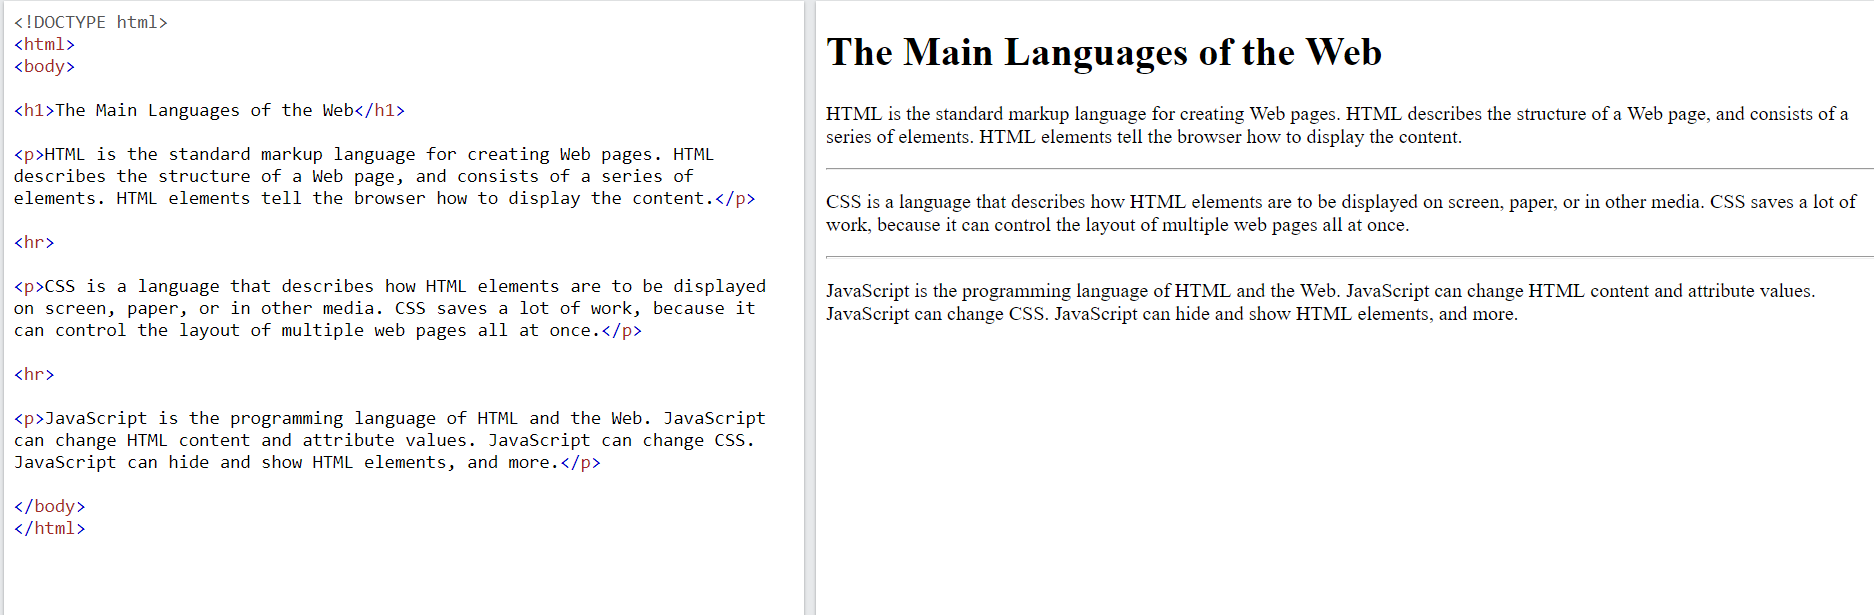 <!DOCTYPE html>
<html>
<body>
<h1>The Main Languages of the Web</h1>
<p>HTML is the standard markup language for creating Web pages. HTML
describes the structure of a Web page, and consists of a series of
elements. HTML elements tell the browser how to display the content.</p>
<hr>
<p>CSS is a language that describes how HTML elements are to be displayed
on screen, paper, or in other media. CSS saves a lot of work, because it
can control the layout of multiple web pages all at once.</p>
<hr>
<p>JavaScript is the programming language of HTML and the Web. JavaScript
can change HTML content and attribute values. JavaScript can change CSS.
JavaScript can hide and show HTML elements, and more.</p>
</body>
</html>
The Main Languages of the Web
HTML is the standard markup language for creating Web pages. HTML describes the structure of a Web page, and consists of a
series of elements. HTML elements tell the browser how to display the content.
CSS is a language that describes how HTML elements are to be displayed on screen, paper, or in other media. CSS saves a lot of
work, because it can control the layout of multiple web pages all at once.
JavaScript is the programming language of HTML and the Web. JavaScript can change HTML content and attribute values.
JavaScript can change CSS. JavaScript can hide and show HTML elements, and more.